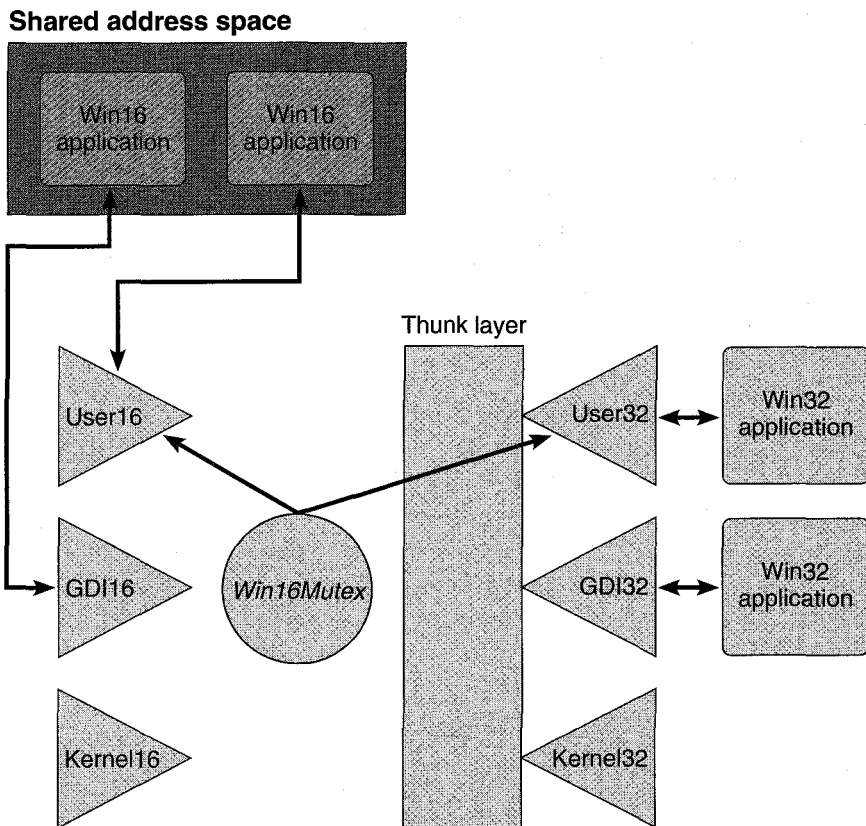 Shared address space
Win16
application
Win16
application
Thunk layer
User16
User32
Win32
application
GDI16
Win16Mutex
GDI32
Win32
application
Kernel16
Kernel32